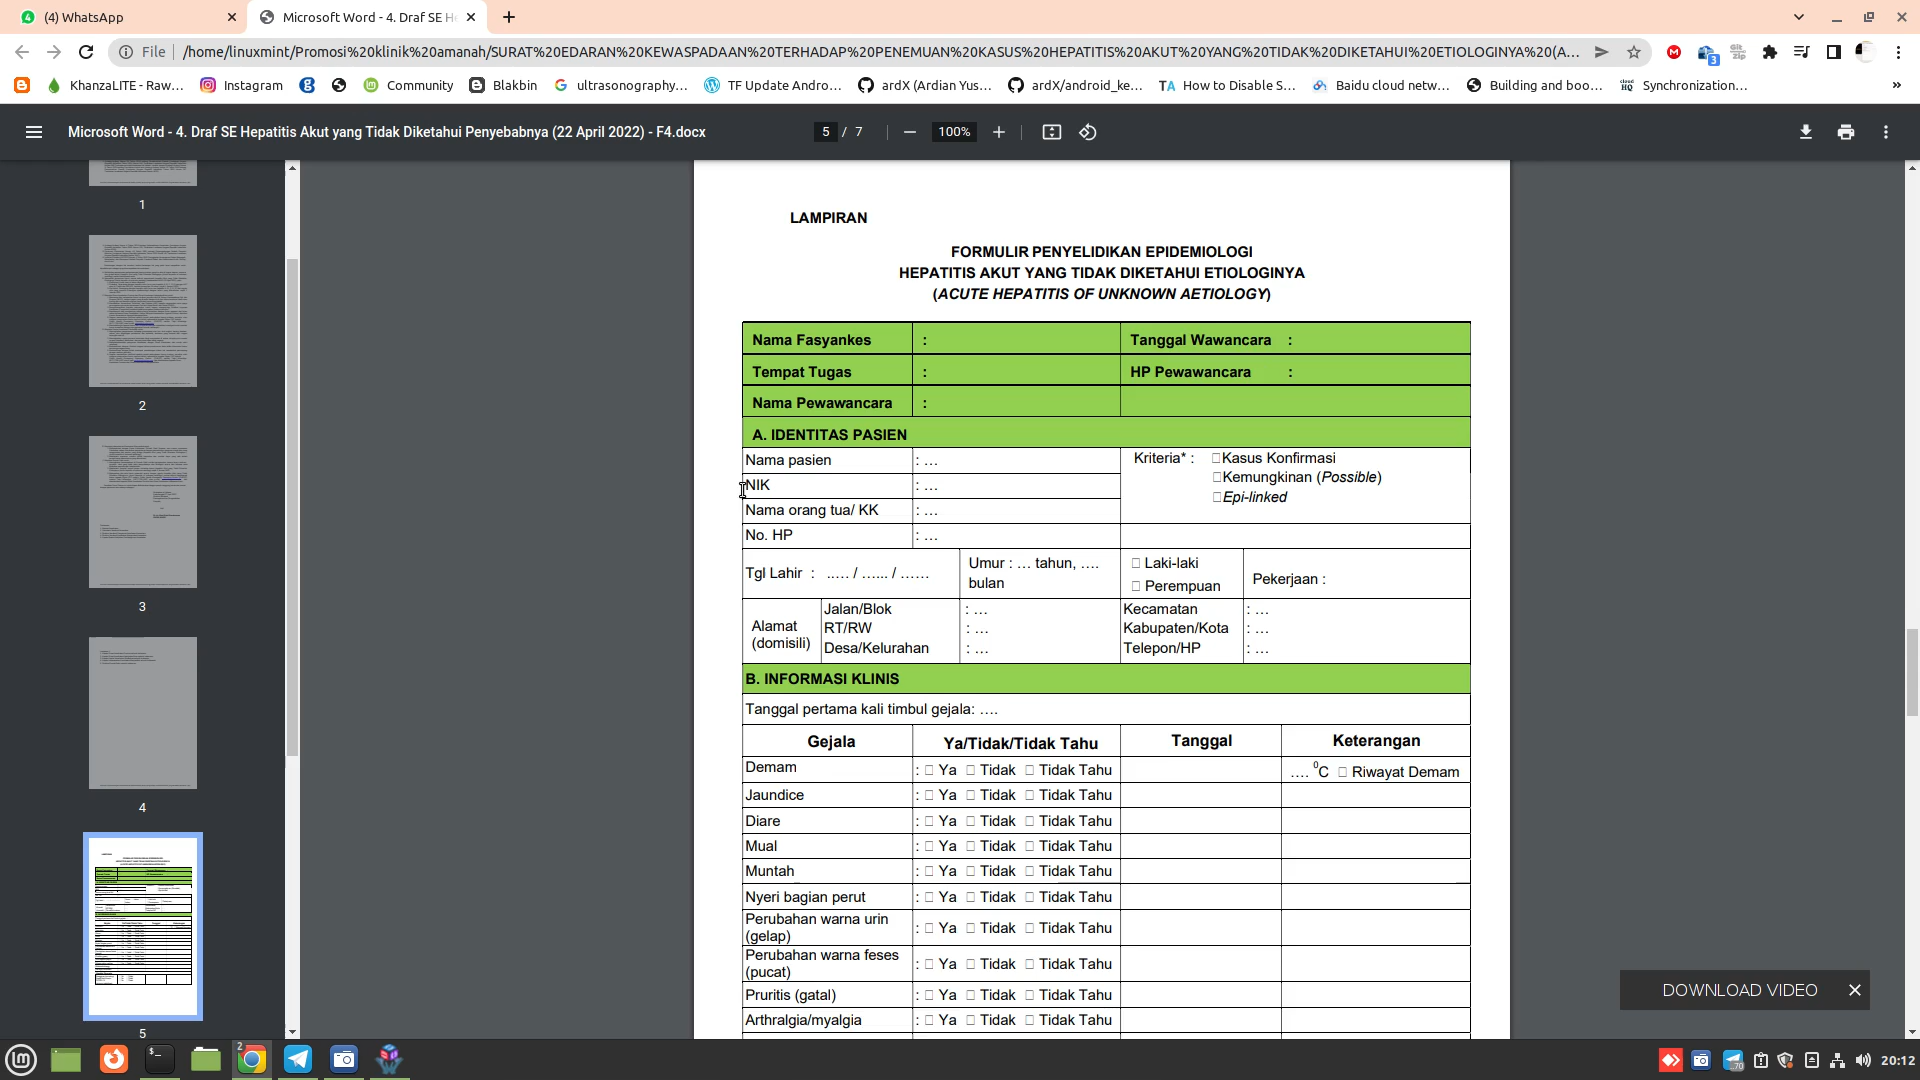 (4) WhatsApp
Microsoft Word - 4. Draf SE He
File
/home/linuxmint/Promosi%20klinik%20amanah/SURAT%20EDARAN%20KEWASPADAAN%20TERHADAP%20PENEMUAN%20KASUS%20HEPATITIS%20AKUT%20YANG%20TIDAK%20DIKETAHUI%20ETIOLOGINYA%20(A...
KhanzaLITE - Raw...
Instagram
Community
Blakbin
ultrasonography...
TF Update Andro...
ardX (Ardian Yus...
ardX/android_ke...
How to Disable S...
Baidu cloud netw...
Building and boo...
Synchronization...
Microsoft Word - 4. Draf SE Hepatitis Akut yang Tidak Diketahui Penyebabnya (22 April 2022) - F4.docx
5 / 7
100%
1
2
3
4
5
LAMPIRAN
FORMULIR PENYELIDIKAN EPIDEMIOLOGI
HEPATITIS AKUT YANG TIDAK DIKETAHUI ETIOLOGINYA
(ACUTE HEPATITIS OF UNKNOWN AETIOLOGY)
Nama Fasyankes : Tanggal Wawancara :
Tempat Tugas : HP Pewawancara :
Nama Pewawancara :
A. IDENTITAS PASIEN
Nama pasien : … Kriteria* : □Kasus Konfirmasi
□Kemungkinan (Possible)
NIK : …
□Epi-linked
Nama orang tua/ KK : …
No. HP : …
Tgl Lahir : ..… / …... / …… Umur : … tahun, …. bulan □ Laki-laki
□ Perempuan Pekerjaan :
Alamat (domisili)
Jalan/Blok : … Kecamatan : …
RT/RW : … Kabupaten/Kota : …
Desa/Kelurahan : … Telepon/HP : …
B. INFORMASI KLINIS
Tanggal pertama kali timbul gejala: ….
Gejala Ya/Tidak/Tidak Tahu Tanggal Keterangan
Demam : □ Ya □ Tidak □ Tidak Tahu …. ⁰C □ Riwayat Demam
Jaundice : □ Ya □ Tidak □ Tidak Tahu
Diare : □ Ya □ Tidak □ Tidak Tahu
Mual : □ Ya □ Tidak □ Tidak Tahu
Muntah : □ Ya □ Tidak □ Tidak Tahu
Nyeri bagian perut : □ Ya □ Tidak □ Tidak Tahu
Perubahan warna urin
(gelap) : □ Ya □ Tidak □ Tidak Tahu
Perubahan warna feses
(pucat) : □ Ya □ Tidak □ Tidak Tahu
Pruritis (gatal) : □ Ya □ Tidak □ Tidak Tahu
Arthralgia/myalgia : □ Ya □ Tidak □ Tidak Tahu
DOWNLOAD VIDEO
20:12